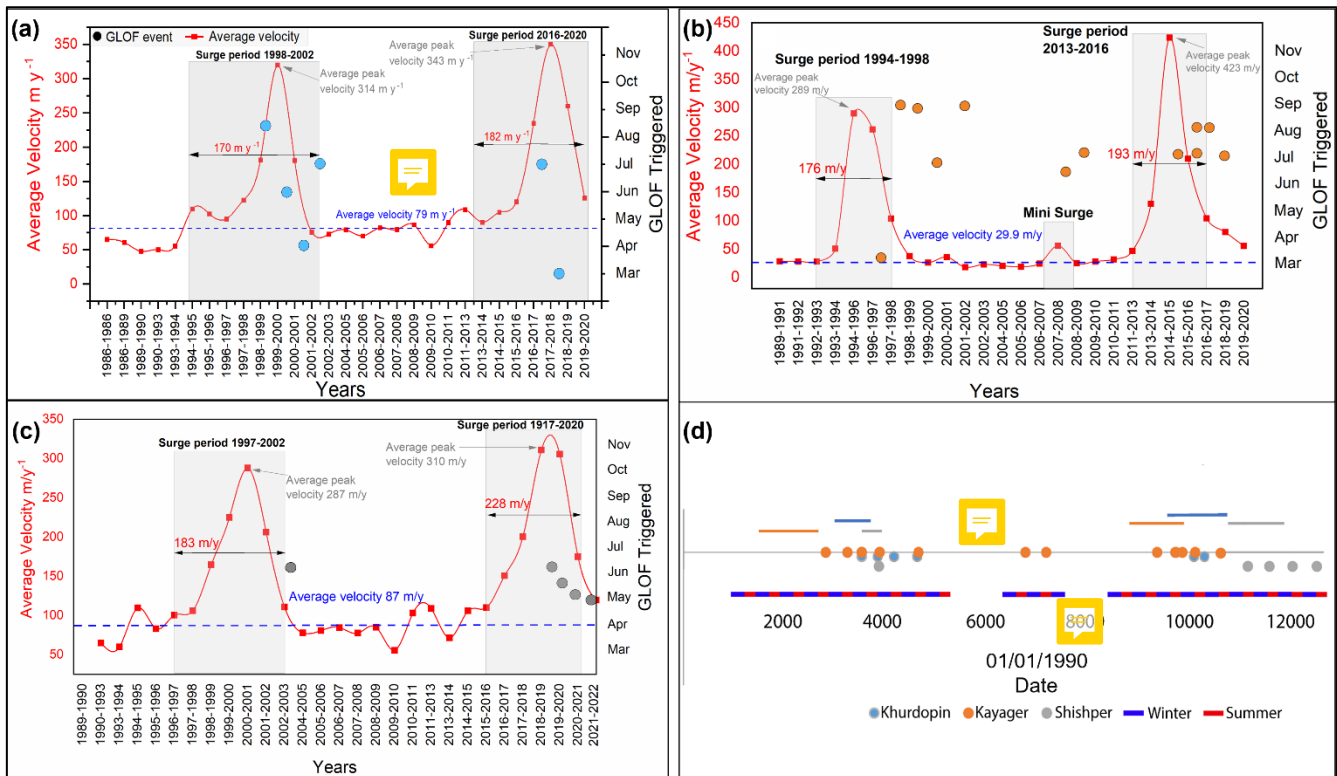 (a)
GLOF event
Average velocity
Surge period 1998-2002
Surge period 2016-2020
Average peak
velocity 343 m y⁻¹
Average peak
velocity 314 m y⁻¹
170 m y⁻¹
182 m y⁻¹
Average velocity 79 m y⁻¹
Average Velocity m y⁻¹
350
300
250
200
150
100
50
0
Nov
Oct
Sep
Aug
Jul
Jun
May
Apr
Mar
GLOF Triggered
1986-1986
1986-1989
1989-1990
1990-1993
1993-1994
1994-1995
1995-1996
1996-1997
1997-1998
1998-1999
1999-2000
2000-2001
2001-2002
2002-2003
2004-2005
2006-2007
2007-2008
2008-2009
2009-2010
2010-2011
2011-2013
2013-2014
2014-2015
2015-2016
2016-2017
2017-2018
2018-2019
2019-2020
Years
(b)
Surge period 1994-1998
Surge period
2013-2016
Average peak
velocity 289 m/y
Average peak
velocity 423 m/y
176 m/y
193 m/y
Mini Surge
Average velocity 29.9 m/y
Average Velocity m/y⁻¹
450
400
350
300
250
200
150
100
50
0
Nov
Oct
Sep
Aug
Jul
Jun
May
Apr
Mar
GLOF Triggered
1989-1991
1991-1992
1992-1993
1993-1994
1994-1996
1996-1997
1997-1998
1998-1999
1999-2000
2000-2001
2001-2002
2002-2003
2004-2005
2005-2006
2006-2007
2007-2008
2008-2009
2009-2010
2010-2011
2011-2013
2013-2014
2014-2015
2015-2016
2016-2017
2018-2019
2019-2020
Years
(c)
Surge period 1997-2002
Surge period 1917-2020
Average peak
velocity 287 m/y
Average peak
velocity 310 m/y
183 m/y
228 m/y
Average velocity 87 m/y
Average Velocity m/y⁻¹
350
300
250
200
150
100
50
Nov
Oct
Sep
Aug
Jul
Jun
May
Apr
Mar
GLOF Triggered
1989-1990
1990-1993
1993-1994
1994-1995
1995-1996
1996-1997
1997-1998
1998-1999
1999-2000
2000-2001
2001-2002
2002-2003
2004-2005
2005-2006
2006-2007
2007-2008
2008-2009
2009-2010
2010-2011
2011-2013
2013-2014
2014-2015
2015-2016
2016-2017
2017-2018
2018-2019
2019-2020
2020-2021
2021-2022
Years
(d)
2000
4000
6000
8000
10000
12000
01/01/1990
Date
Khurdopin
Kayager
Shishper
Winter
Summer